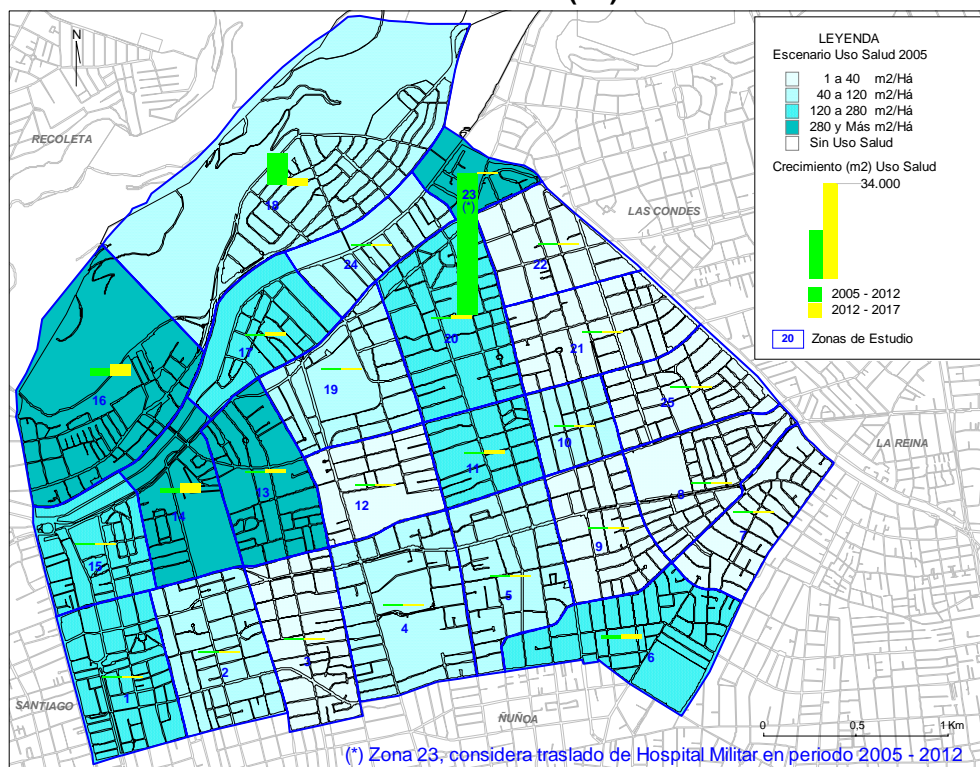 N
LEYENDA
Escenario Uso Salud 2005
1 a 40 m2/Há
40 a 120 m2/Há
120 a 280 m2/Há
280 y Más m2/Há
Sin Uso Salud
Crecimiento (m2) Uso Salud
34.000
2005 - 2012
2012 - 2017
20 Zonas de Estudio
RECOLETA
LAS CONDES
LA REINA
SANTIAGO
ÑUÑOA
18
23
(*)
24
22
17
20
21
19
16
25
10
11
13
12
8
14
7
9
15
5
4
3
2
6
1
0 0,5 1 Km
(*) Zona 23, considera traslado de Hospital Militar en periodo 2005 - 2012